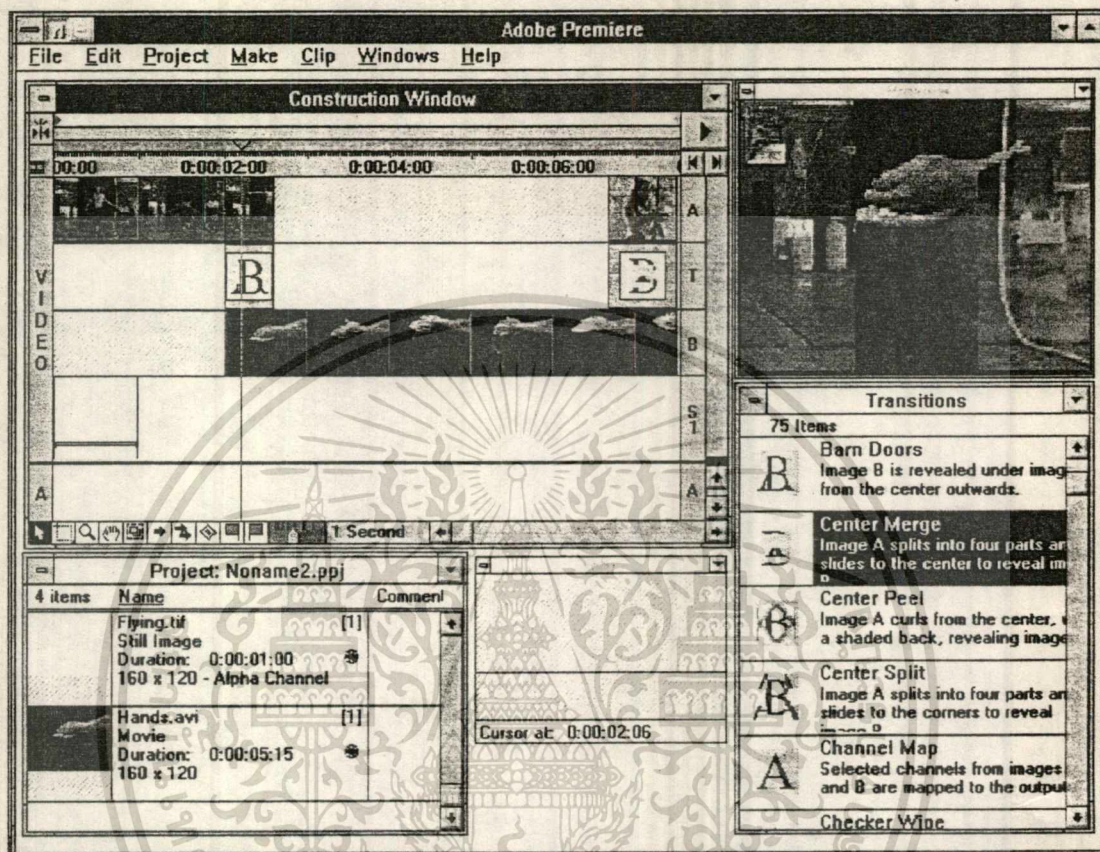 Adobe Premiere
File Edit Project Make Clip Windows Help
Construction Window
00:00 0:00:02:00 0:00:04:00 0:00:06:00
VIDEO
A
B B T
B
S1
A A
1 Second
Project: Noname2.ppj
4 items Name Comment
Flying.tif [1]
Still Image
Duration: 0:00:01:00
160 x 120 - Alpha Channel
Hands.avi [1]
Movie
Duration: 0:00:05:15
160 x 120
Cursor at: 0:00:02:06
Transitions
75 Items
B
Barn Doors
Image B is revealed under imag
from the center outwards.
Center Merge
Image A splits into four parts an
slides to the center to reveal im
B
Center Peel
Image A curls from the center,
a shaded back, revealing image
B
Center Split
Image A splits into four parts an
slides to the corners to reveal
image B
A
Channel Map
Selected channels from images
and B are mapped to the output
Checker Wipe